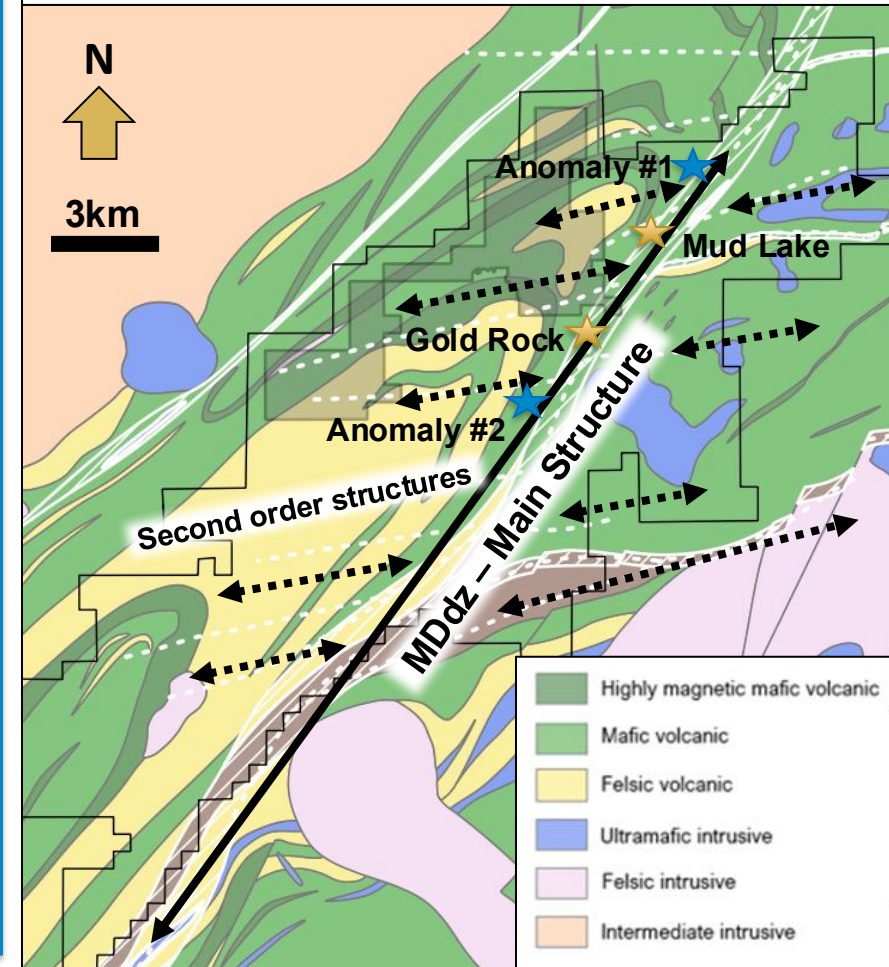 N
3km
Anomaly #1
Mud Lake
Gold Rock
Anomaly #2
Second order structures
MDdz – Main Structure
Highly magnetic mafic volcanic
Mafic volcanic
Felsic volcanic
Ultramafic intrusive
Felsic intrusive
Intermediate intrusive